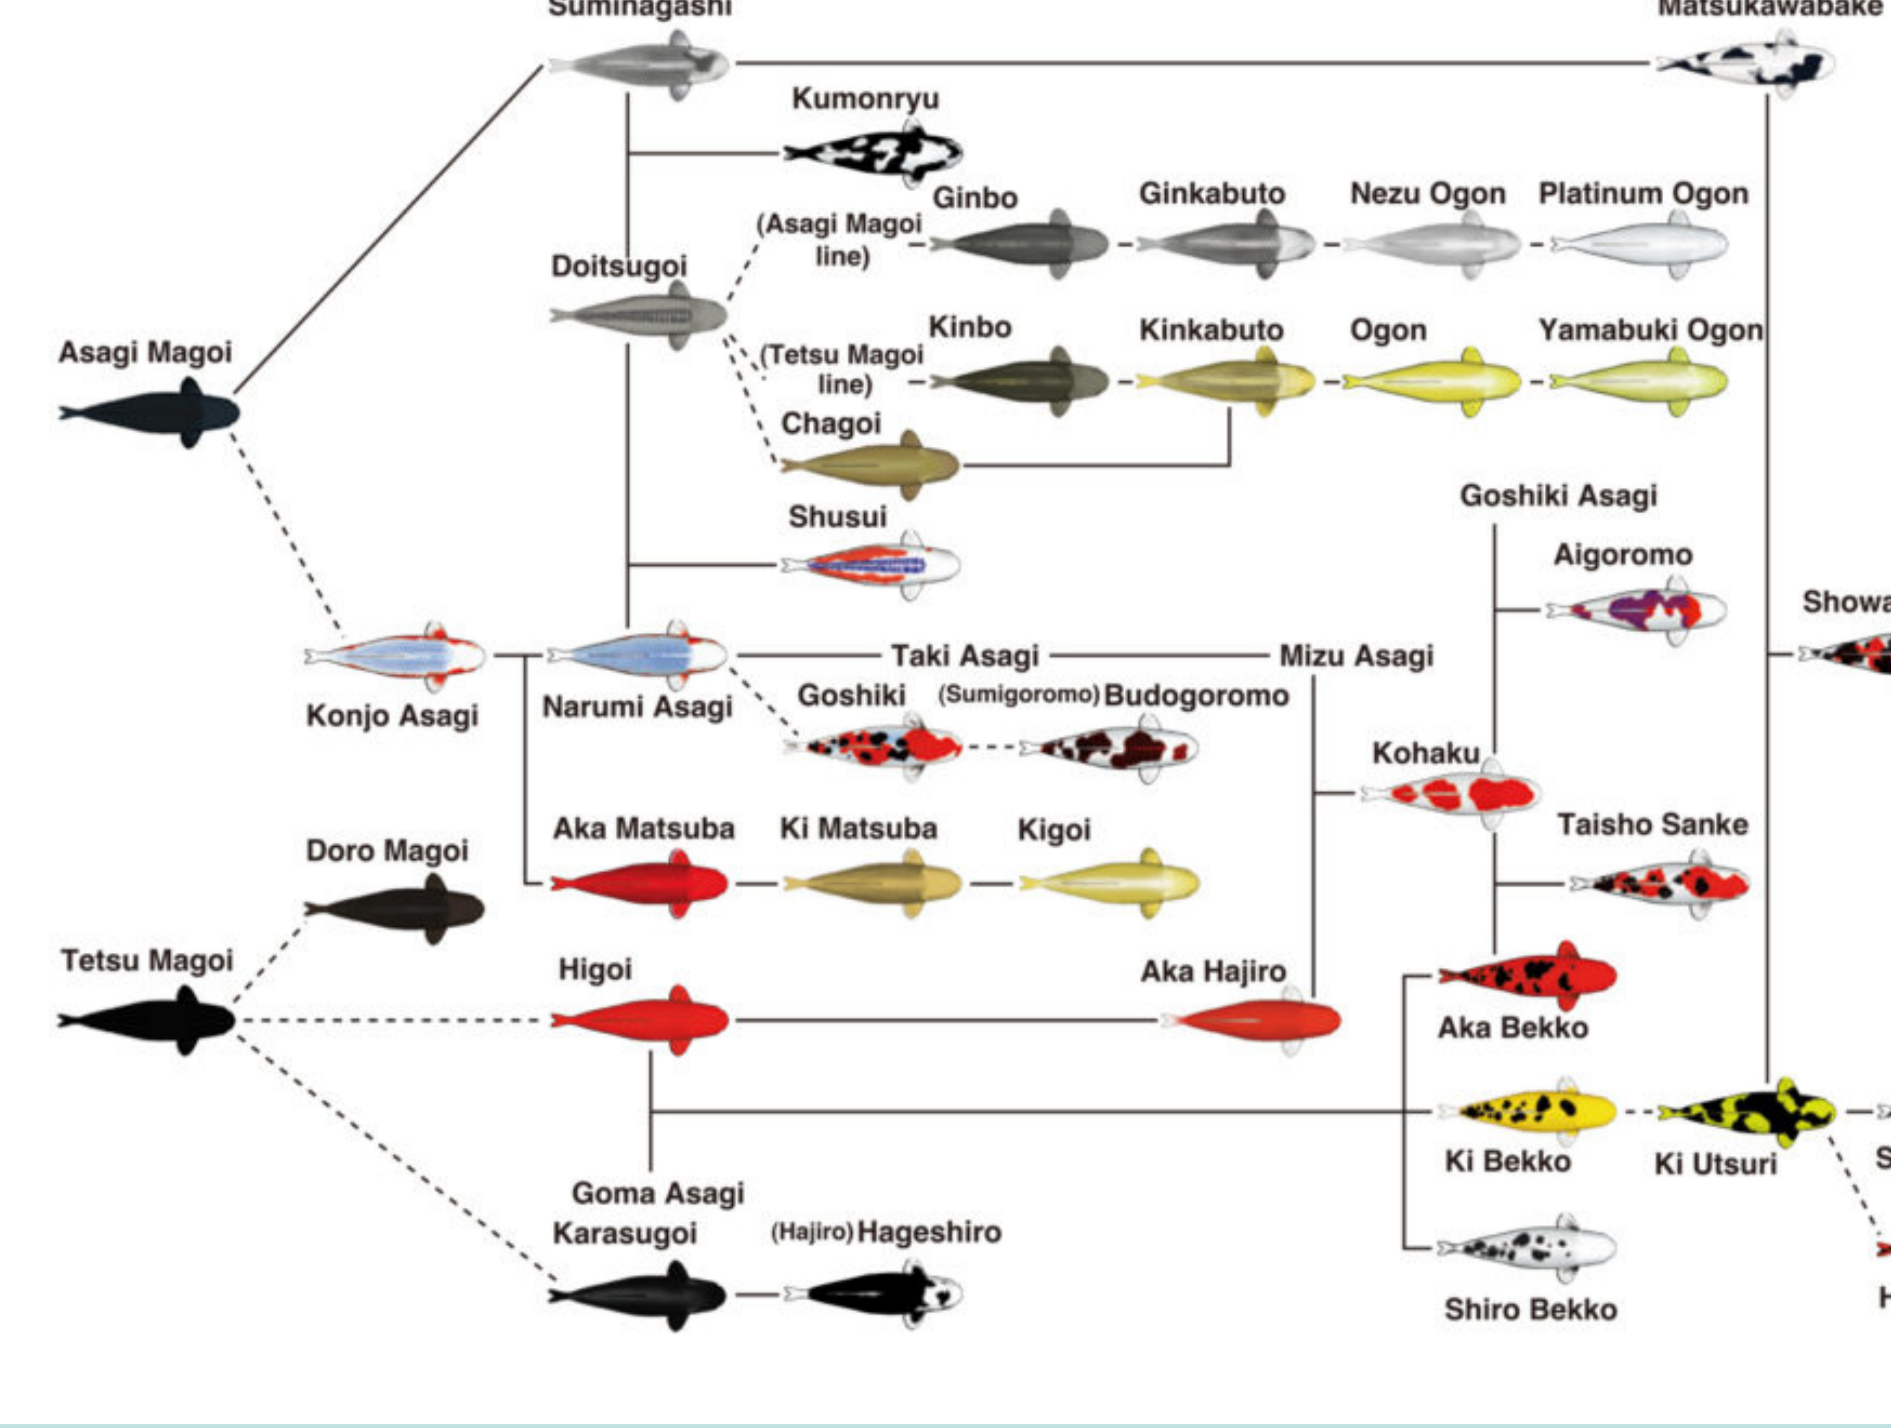 Suminagashi
Matsukawabake
Kumonryu
Ginbo
Ginkabuto
Nezu Ogon
Platinum Ogon
(Asagi Magoi
line)
Doitsugoi
Kinbo
Kinkabuto
Ogon
Yamabuki Ogon
(Tetsu Magoi
line)
Asagi Magoi
Chagoi
Goshiki Asagi
Shusui
Aigoromo
Showa
Taki Asagi
Mizu Asagi
Konjo Asagi
Narumi Asagi
Goshiki
(Sumigoromo) Budogoromo
Kohaku
Taisho Sanke
Doro Magoi
Aka Matsuba
Ki Matsuba
Kigoi
Tetsu Magoi
Higoi
Aka Hajiro
Aka Bekko
Ki Bekko
Ki Utsuri
S
Goma Asagi
Karasugoi
(Hajiro) Hageshiro
H
Shiro Bekko